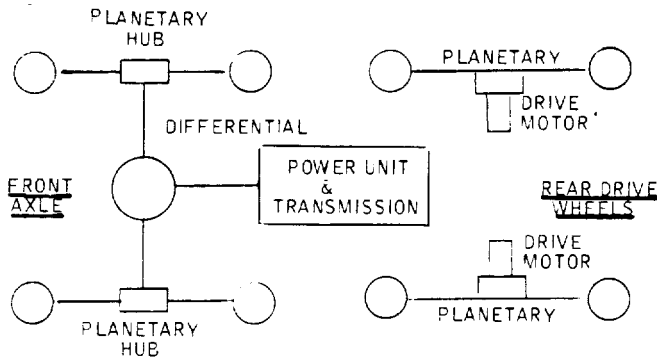 PLANETARY
HUB
PLANETARY
DRIVE
MOTOR
DIFFERENTIAL
POWER UNIT
&
TRANSMISSION
FRONT
AXLE
REAR DRIVE
WHEELS
DRIVE
MOTOR
PLANETARY
PLANETARY
HUB